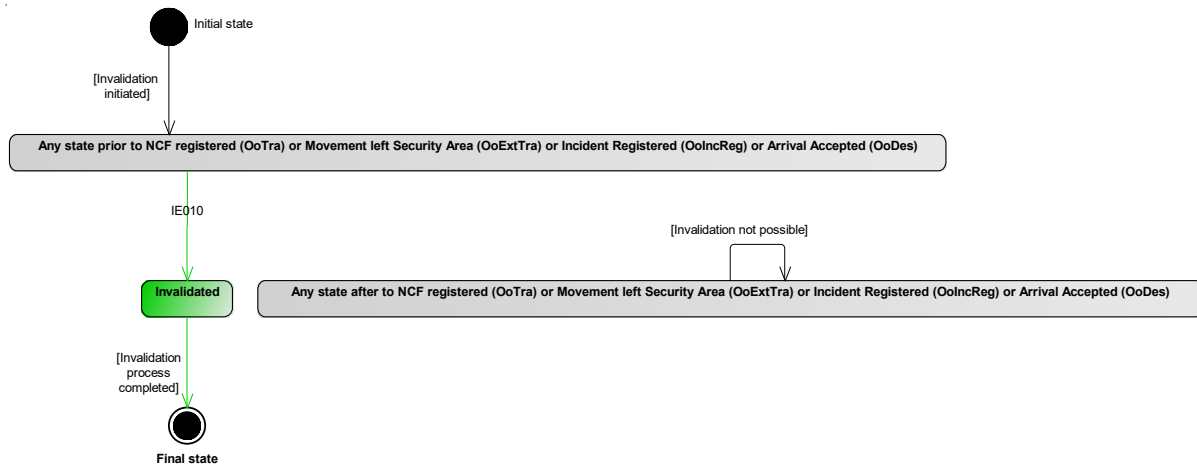 Initial state
[Invalidation
initiated]
Any state prior to NCF registered (OoTra) or Movement left Security Area (OoExtTra) or Incident Registered (OoIncReg) or Arrival Accepted (OoDes)
IE010
[Invalidation not possible]
Invalidated
Any state after to NCF registered (OoTra) or Movement left Security Area (OoExtTra) or Incident Registered (OoIncReg) or Arrival Accepted (OoDes)
[Invalidation
process
completed]
Final state